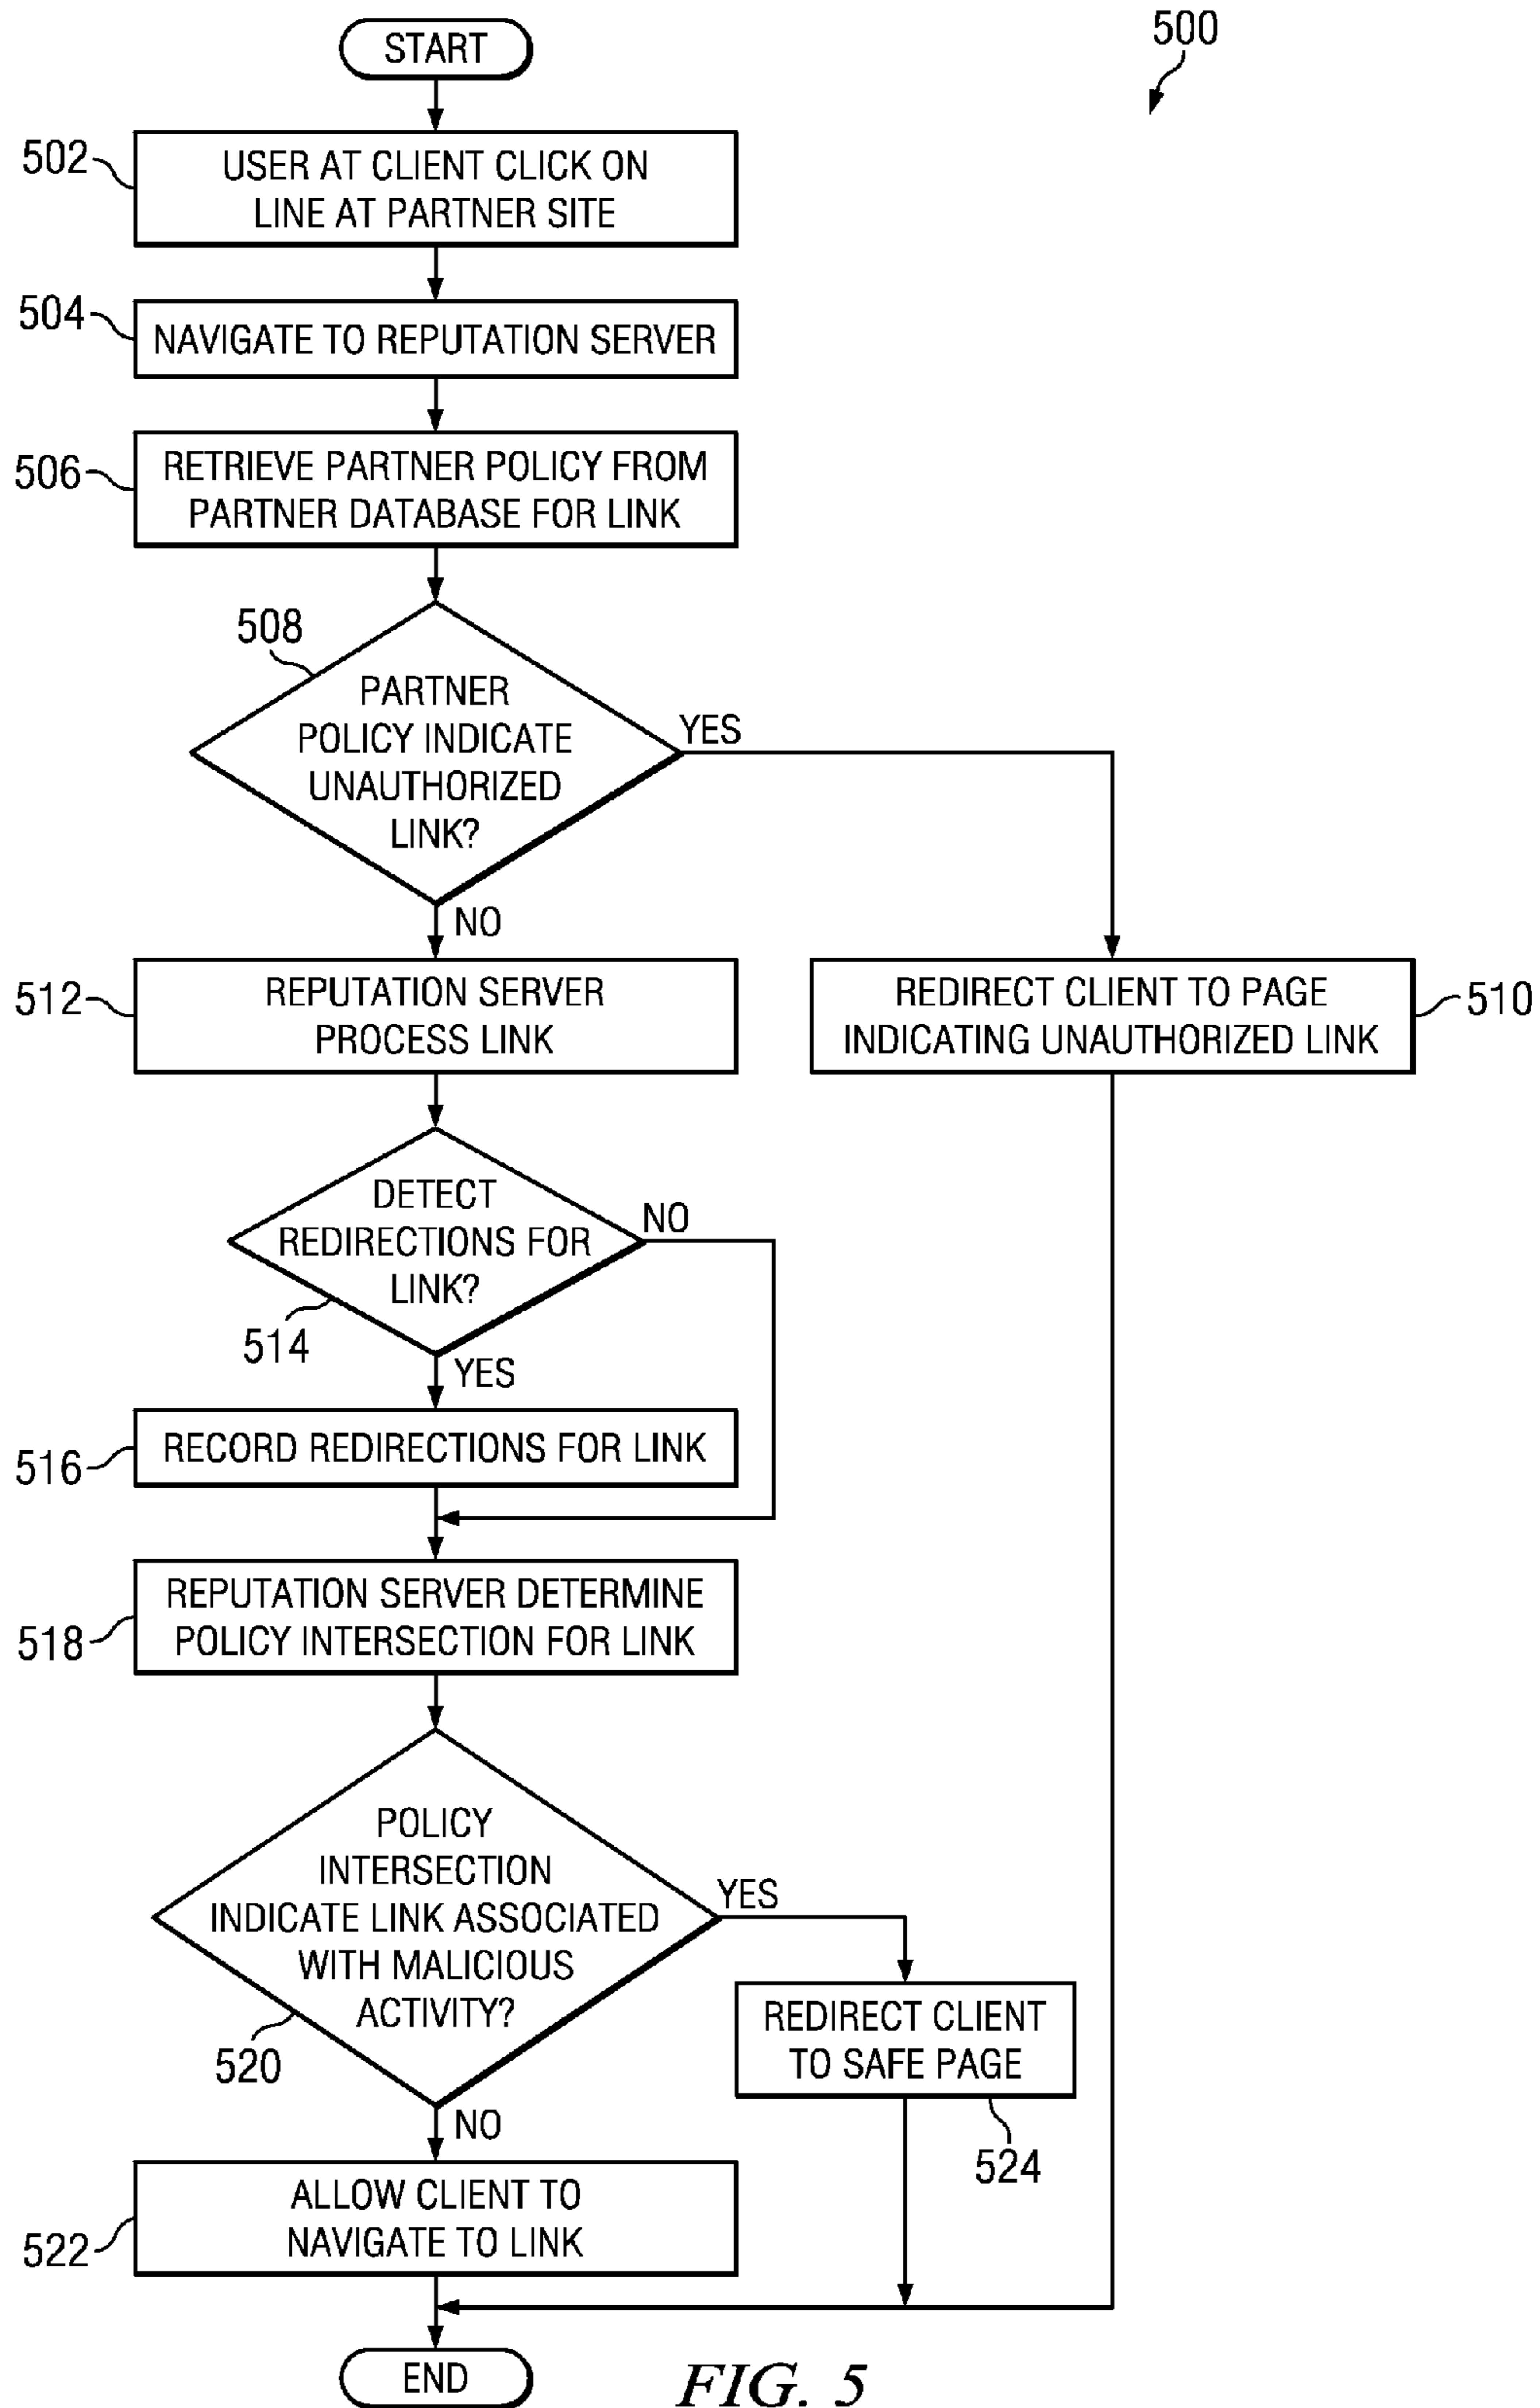 START
500
502
USER AT CLIENT CLICK ON
LINE AT PARTNER SITE
504
NAVIGATE TO REPUTATION SERVER
506
RETRIEVE PARTNER POLICY FROM
PARTNER DATABASE FOR LINK
508
PARTNER
POLICY INDICATE
UNAUTHORIZED
LINK?
YES
NO
512
REPUTATION SERVER
PROCESS LINK
REDIRECT CLIENT TO PAGE
INDICATING UNAUTHORIZED LINK
510
DETECT
REDIRECTIONS FOR
LINK?
NO
514
YES
516
RECORD REDIRECTIONS FOR LINK
518
REPUTATION SERVER DETERMINE
POLICY INTERSECTION FOR LINK
POLICY
INTERSECTION
INDICATE LINK ASSOCIATED
WITH MALICIOUS
ACTIVITY?
YES
520
REDIRECT CLIENT
TO SAFE PAGE
524
NO
522
ALLOW CLIENT TO
NAVIGATE TO LINK
END
FIG. 5